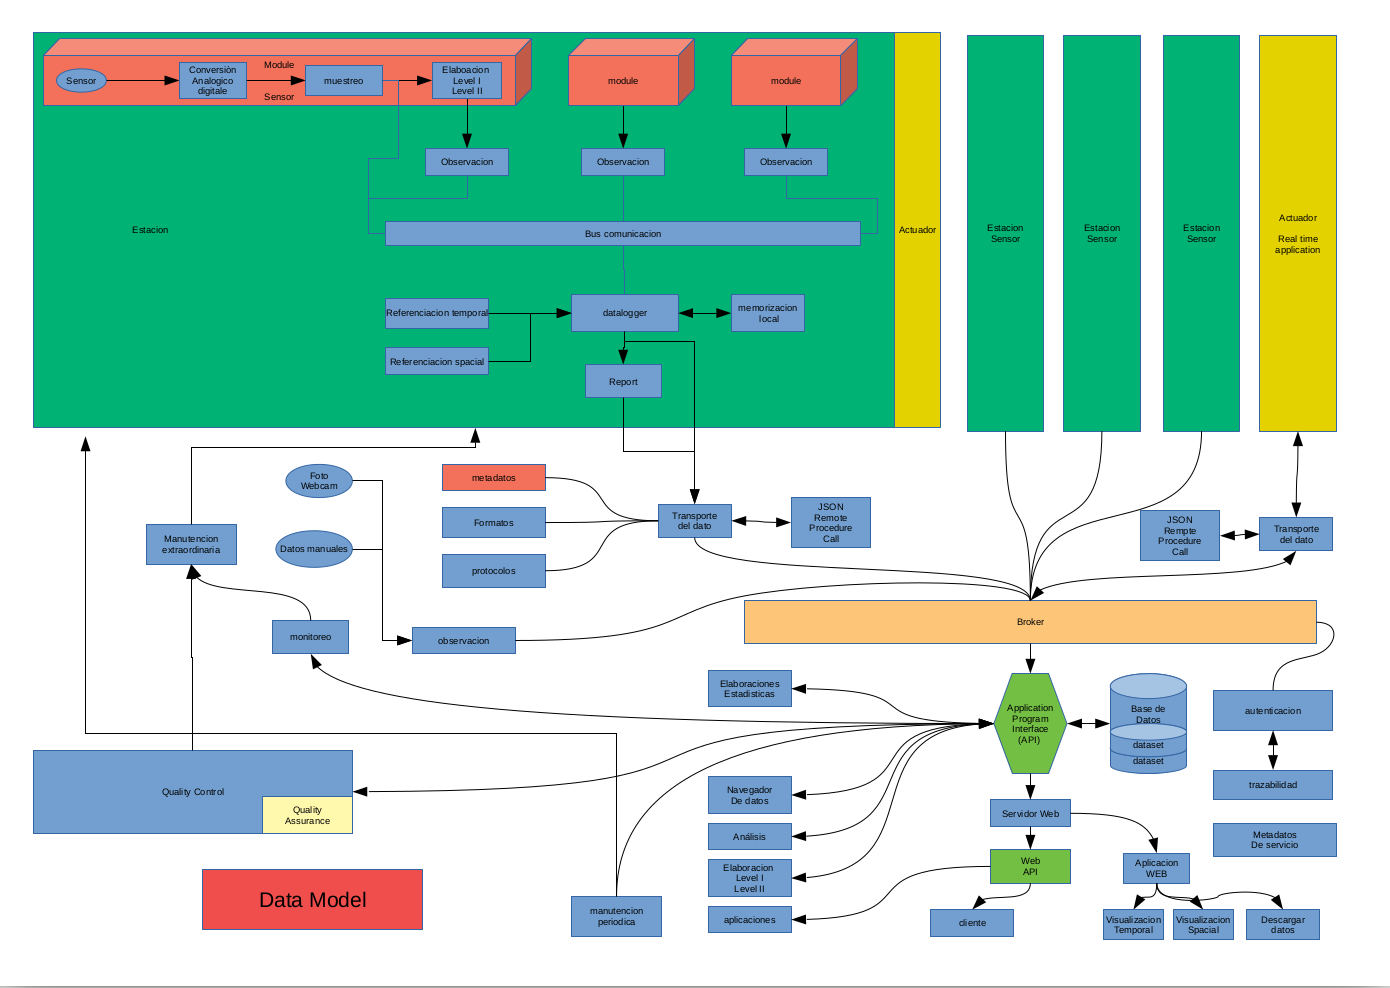 Sensor
Conversiòn
Analogico
digitale
Module
Sensor
muestreo
Elaboacion
Level I
Level II
module
module
Observacion
Observacion
Observacion
Estacion
Bus comunicacion
Actuador
Estacion
Sensor
Estacion
Sensor
Estacion
Sensor
Actuador
Real time
application
Referenciacion temporal
datalogger
memorizacion
local
Referenciacion spacial
Report
Foto
Webcam
metadatos
Formatos
protocolos
Transporte
del dato
JSON
Remote
Procedure
Call
JSON
Rempte
Procedure
Call
Transporte
del dato
Manutencion
extraordinaria
Datos manuales
monitoreo
observacion
Broker
Elaboraciones
Estadisticas
Application
Program
Interface
(API)
Base de
Datos
dataset
dataset
autenticacion
trazabilidad
Metadatos
De servicio
Quality Control
Quality
Assurance
Navegador
De datos
Análisis
Elaboracion
Level I
Level II
aplicaciones
Servidor Web
Web
API
Aplicacion
WEB
cliente
Visualizacion
Temporal
Visualizacion
Spacial
Descargar
datos
Data Model
manutencion
periodica